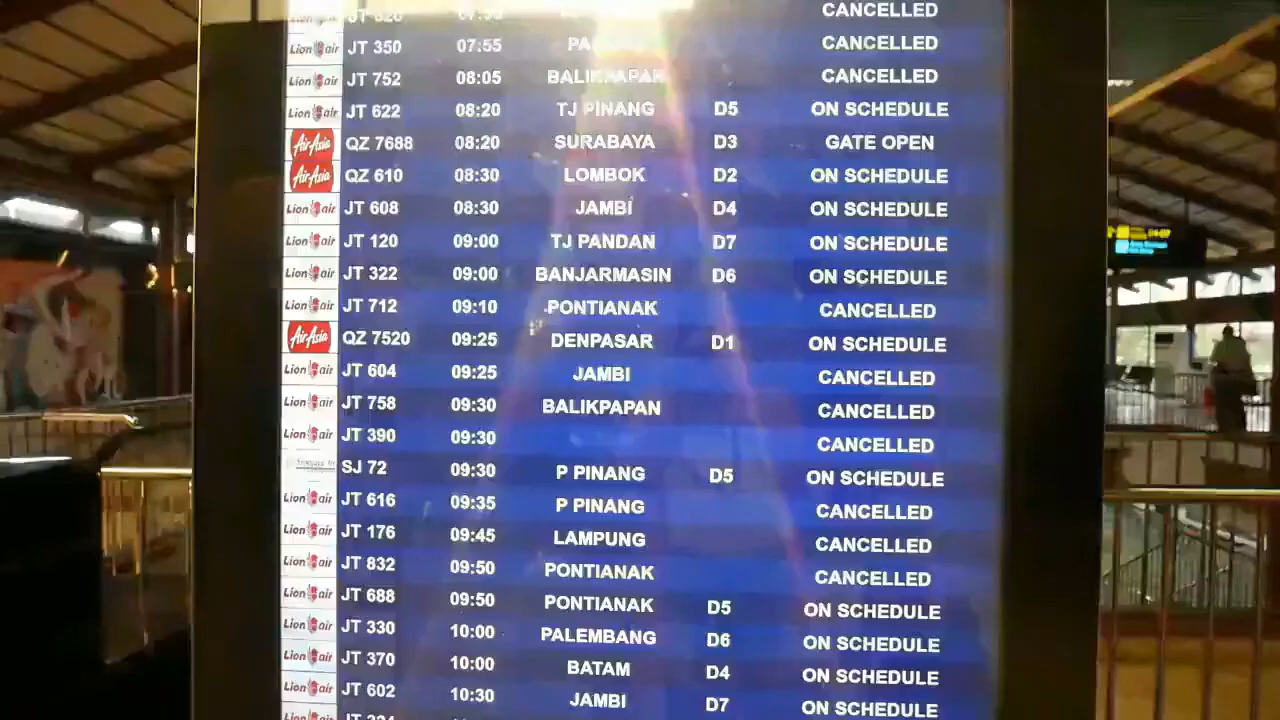 CANCELLED
Lion air JT 350 07:55 CANCELLED
Lion air JT 752 08:05 BALIKPAPAN CANCELLED
Lion air JT 622 08:20 TJ PINANG D5 ON SCHEDULE
AirAsia QZ 7688 08:20 SURABAYA D3 GATE OPEN
AirAsia QZ 610 08:30 LOMBOK D2 ON SCHEDULE
Lion air JT 608 08:30 JAMBI D4 ON SCHEDULE
Lion air JT 120 09:00 TJ PANDAN D7 ON SCHEDULE
Lion air JT 322 09:00 BANJARMASIN D6 ON SCHEDULE
Lion air JT 712 09:10 PONTIANAK CANCELLED
AirAsia QZ 7520 09:25 DENPASAR D1 ON SCHEDULE
Lion air JT 604 09:25 JAMBI CANCELLED
Lion air JT 758 09:30 BALIKPAPAN CANCELLED
Lion air JT 390 09:30 CANCELLED
SJ 72 09:30 P PINANG D5 ON SCHEDULE
Lion air JT 616 09:35 P PINANG CANCELLED
Lion air JT 176 09:45 LAMPUNG CANCELLED
Lion air JT 832 09:50 PONTIANAK CANCELLED
Lion air JT 688 09:50 PONTIANAK D5 ON SCHEDULE
Lion air JT 330 10:00 PALEMBANG D6 ON SCHEDULE
Lion air JT 370 10:00 BATAM D4 ON SCHEDULE
Lion air JT 602 10:30 JAMBI D7 ON SCHEDULE